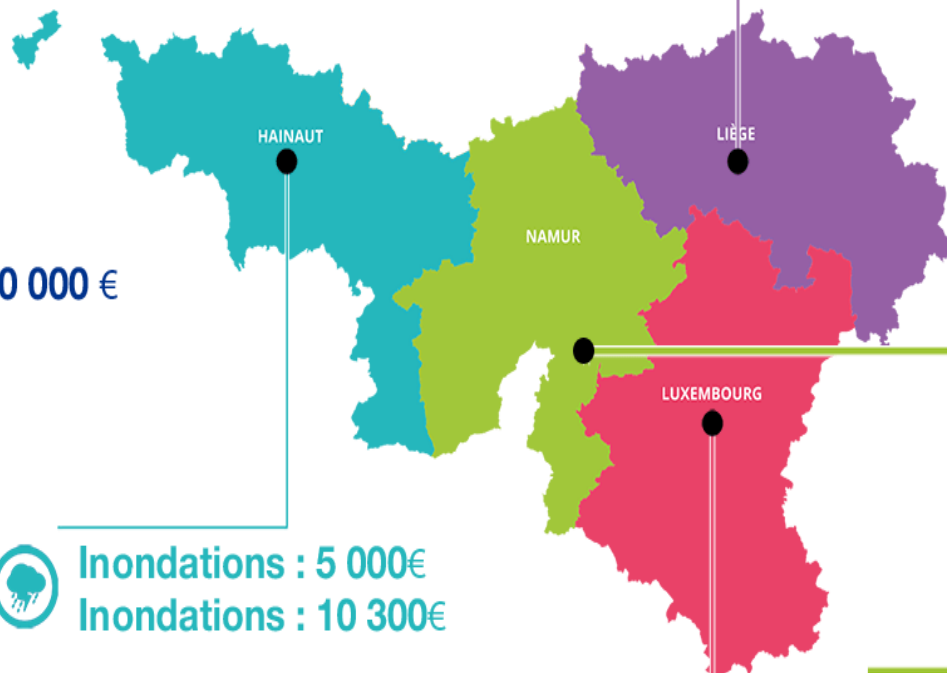 HAINAUT
LIÈGE
NAMUR
0 000 €
LUXEMBOURG
Inondations : 5 000€
Inondations : 10 300€